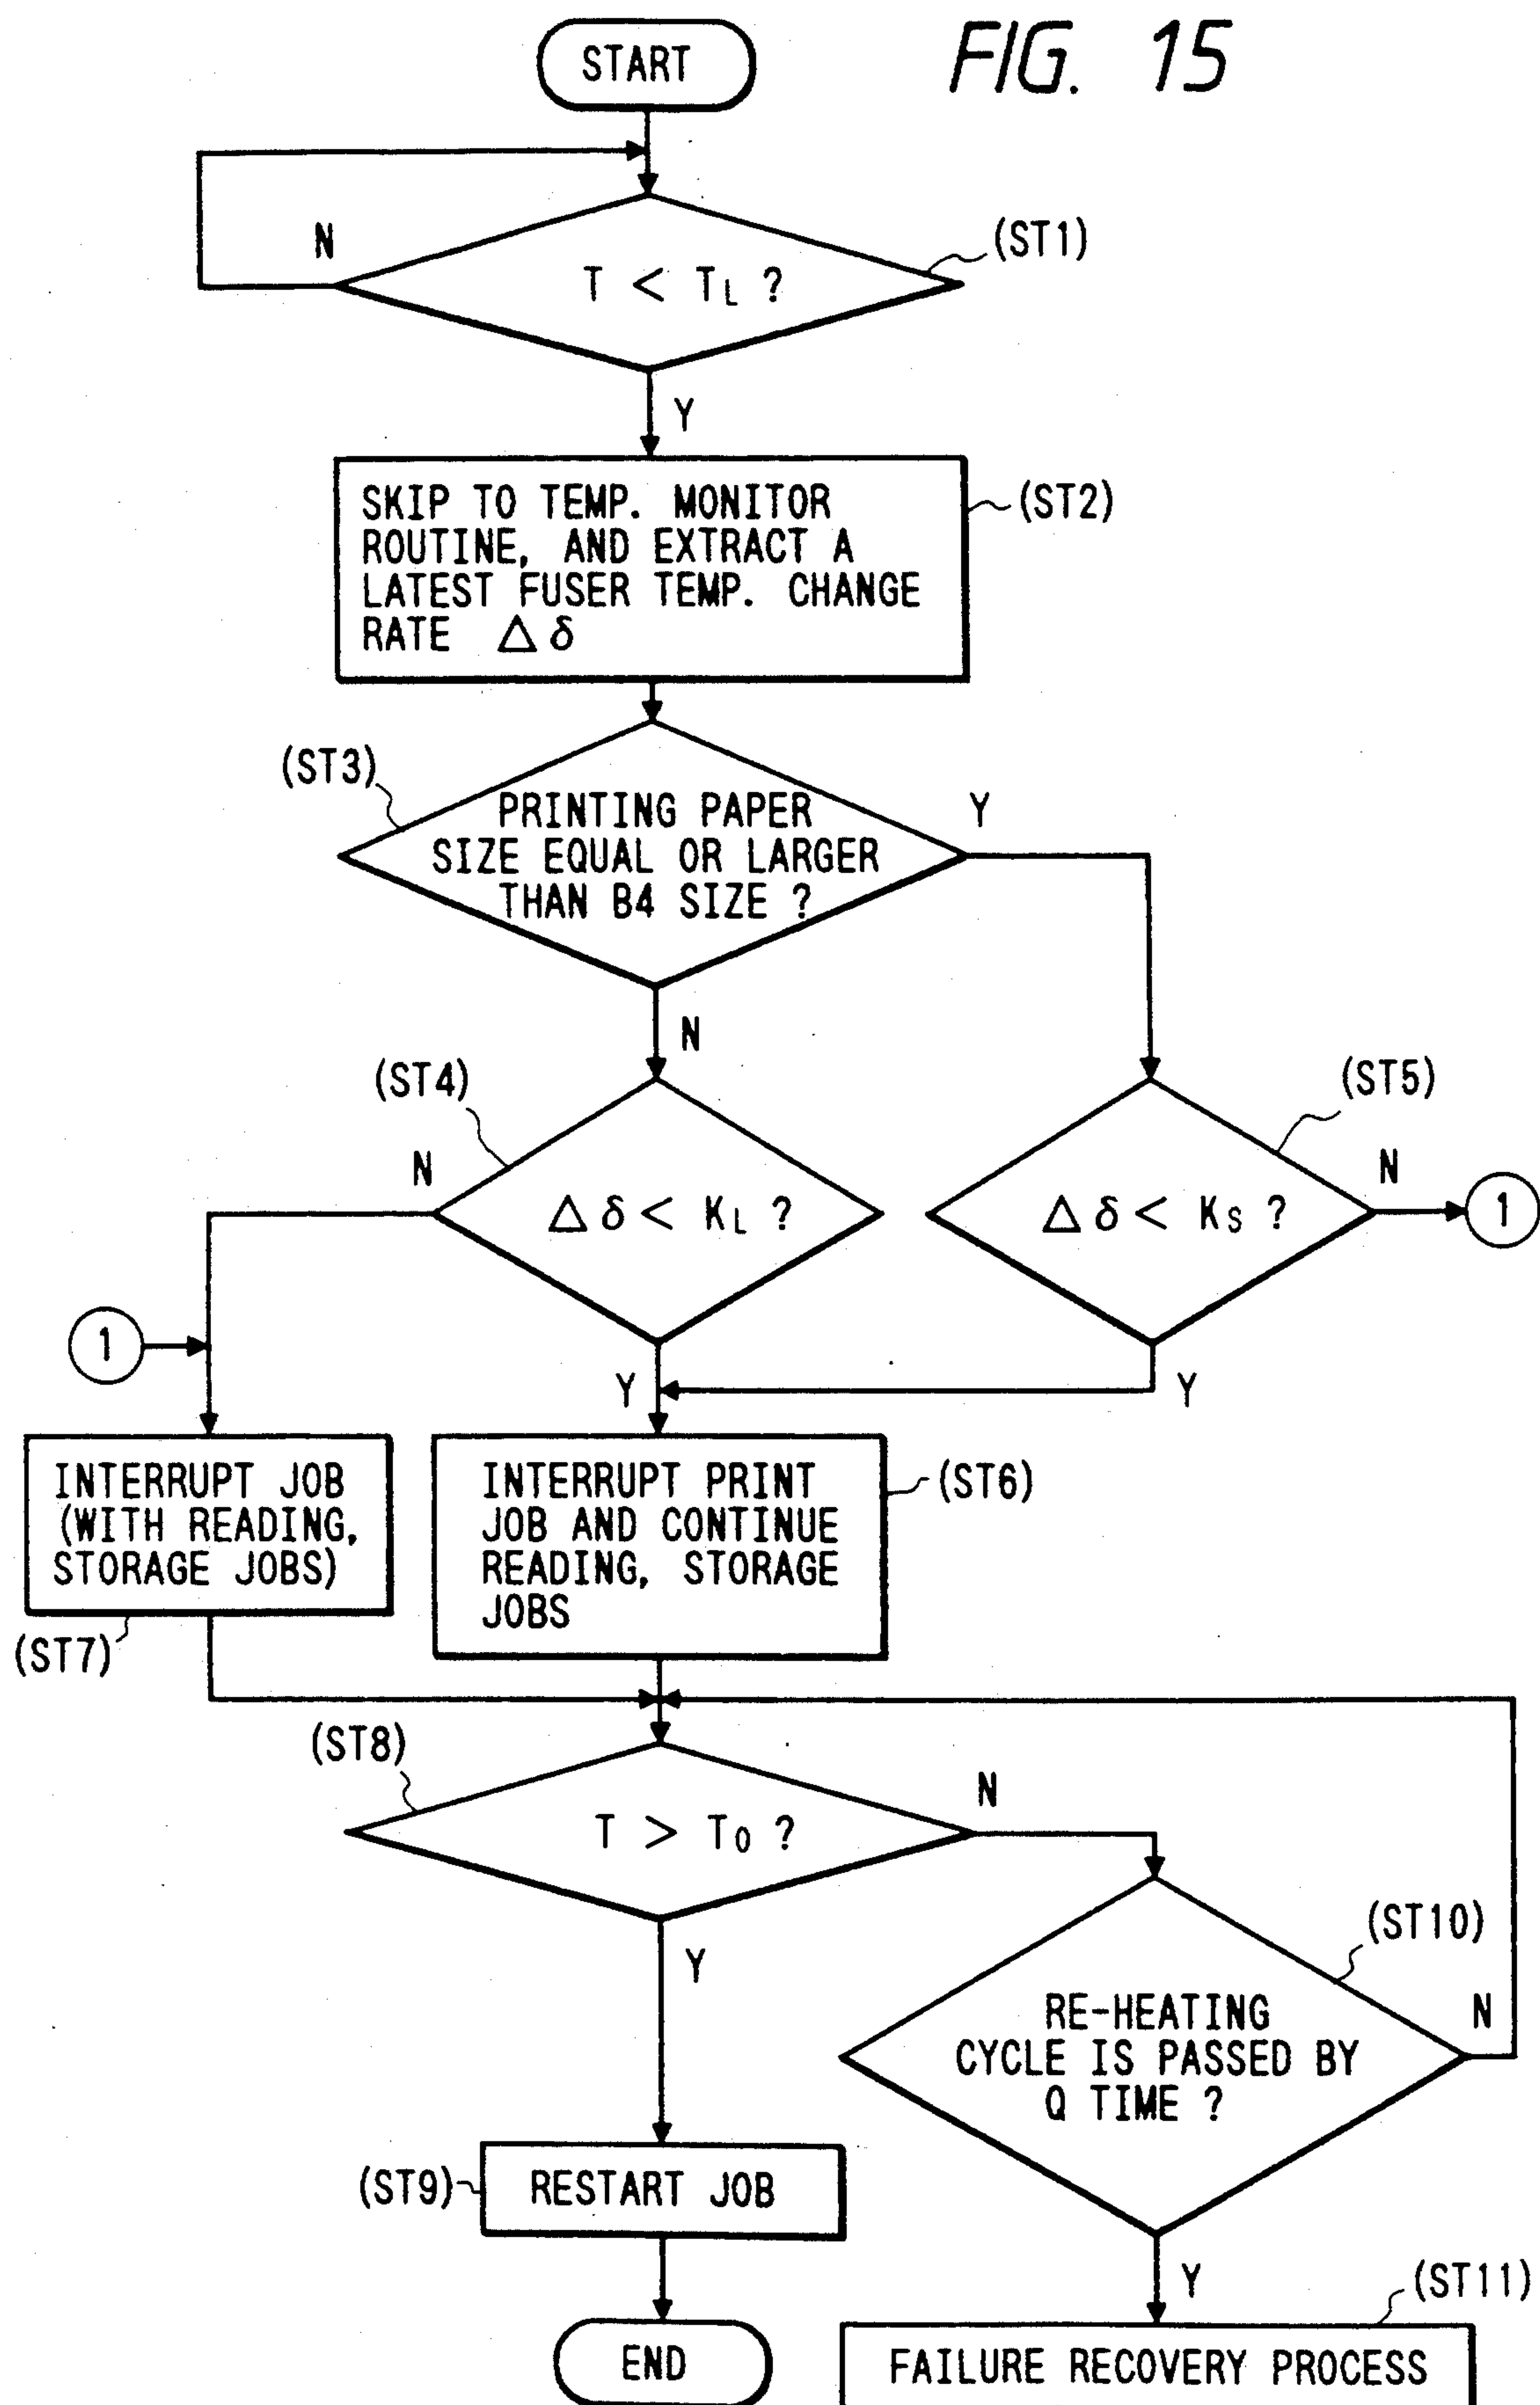 FIG. 15
START
N
(ST1)
T < TL ?
Y
SKIP TO TEMP. MONITOR
ROUTINE, AND EXTRACT A
LATEST FUSER TEMP. CHANGE
RATE Δδ
(ST2)
(ST3)
PRINTING PAPER
SIZE EQUAL OR LARGER
THAN B4 SIZE ?
Y
N
(ST4)
(ST5)
N
Δδ < KL ?
Δδ < KS ?
N
1
1
Y
Y
INTERRUPT JOB
(WITH READING,
STORAGE JOBS)
(ST7)
INTERRUPT PRINT
JOB AND CONTINUE
READING, STORAGE
JOBS
(ST6)
(ST8)
T > T0 ?
N
Y
(ST10)
RE-HEATING
CYCLE IS PASSED BY
Q TIME ?
N
(ST9)
RESTART JOB
Y
(ST11)
END
FAILURE RECOVERY PROCESS